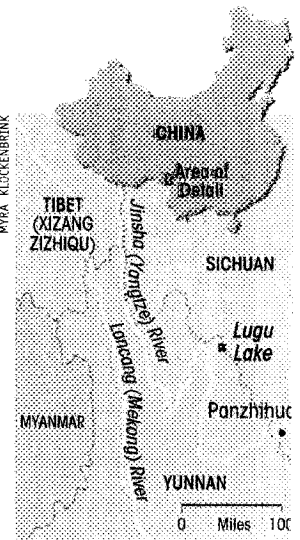 MYRA KLOCKENBRINK
CHINA
Area of
Detail
TIBET
(XIZANG
ZIZHIQU)
Jinsha (Yangtze) River
SICHUAN
Lugu
Lake
Lancang (Mekong) River
Panzhihua
MYANMAR
YUNNAN
0 Miles 100